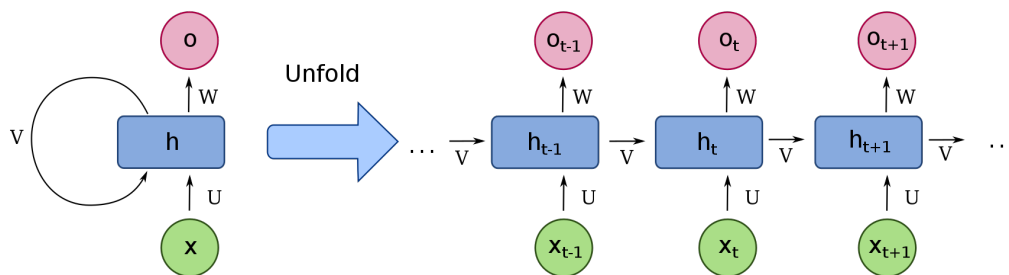 o
W
Unfold
V
h
U
x
o_{t-1}
o_t
o_{t+1}
W
W
W
...
V
h_{t-1}
V
h_t
V
h_{t+1}
V
..
U
U
U
x_{t-1}
x_t
x_{t+1}